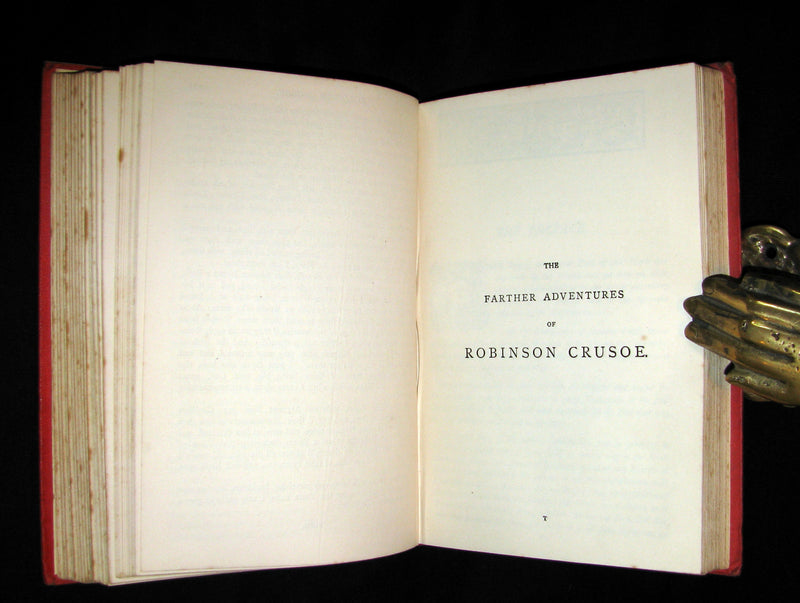 THE
FARTHER ADVENTURES
OF
ROBINSON CRUSOE.
T